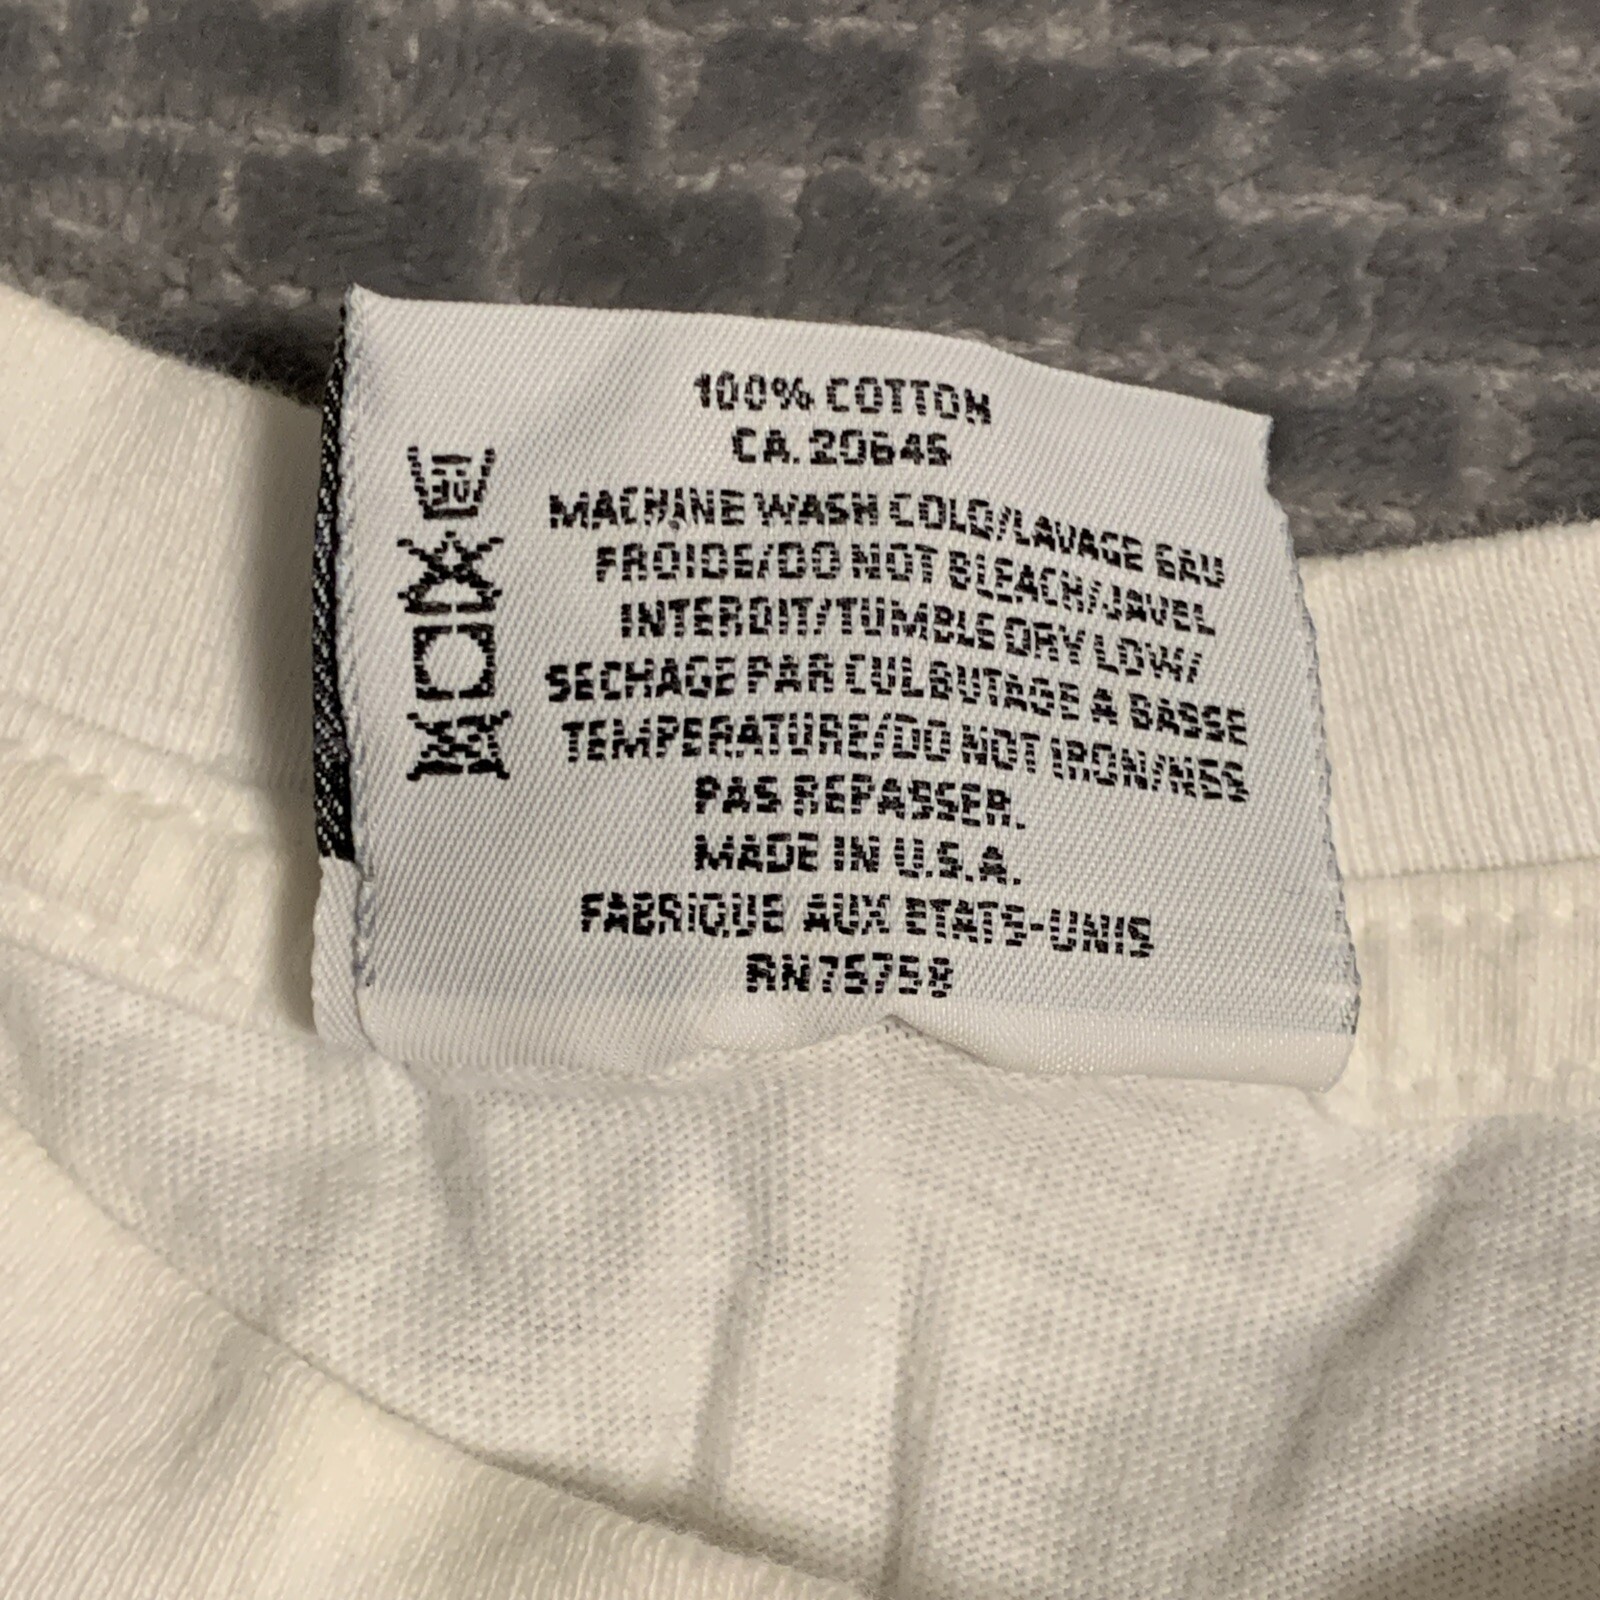 100% COTTON
CA. 20645
MACHINE WASH COLD/LAVAGE EAU
FROIDE/DO NOT BLEACH/JAVEL
INTERDIT/TUMBLE DRY LOW/
SECHAGE PAR CULBUTAGE A BASSE
TEMPERATURE/DO NOT IRON/NES
PAS REPASSER.
MADE IN U.S.A.
FABRIQUE AUX ETATS-UNIS
RN75758